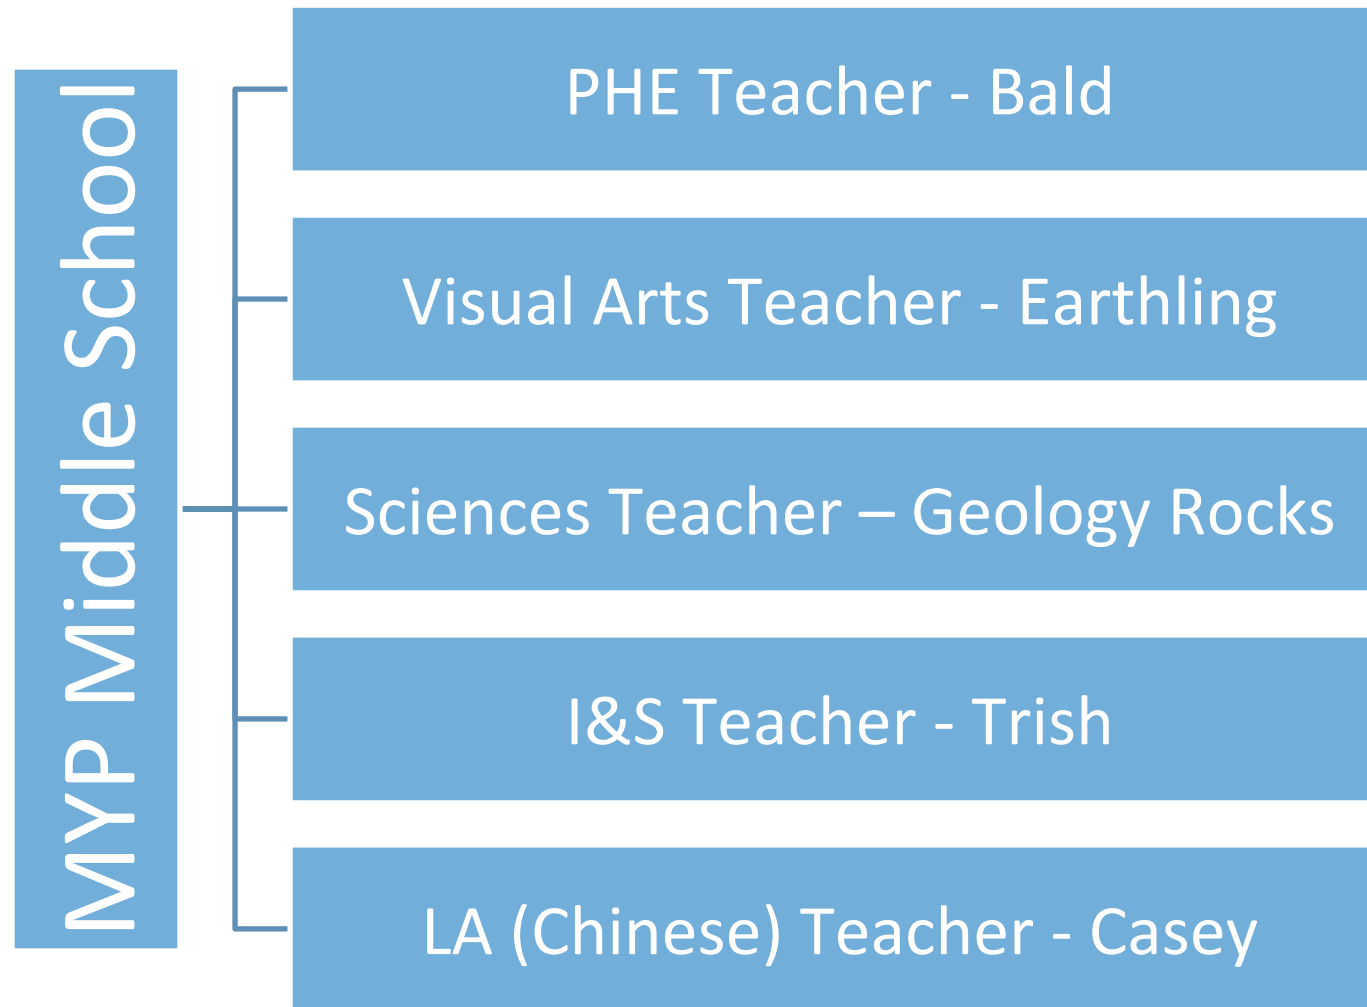 MYP Middle School
PHE Teacher - Bald
Visual Arts Teacher - Earthling
Sciences Teacher – Geology Rocks
I&S Teacher - Trish
LA (Chinese) Teacher - Casey